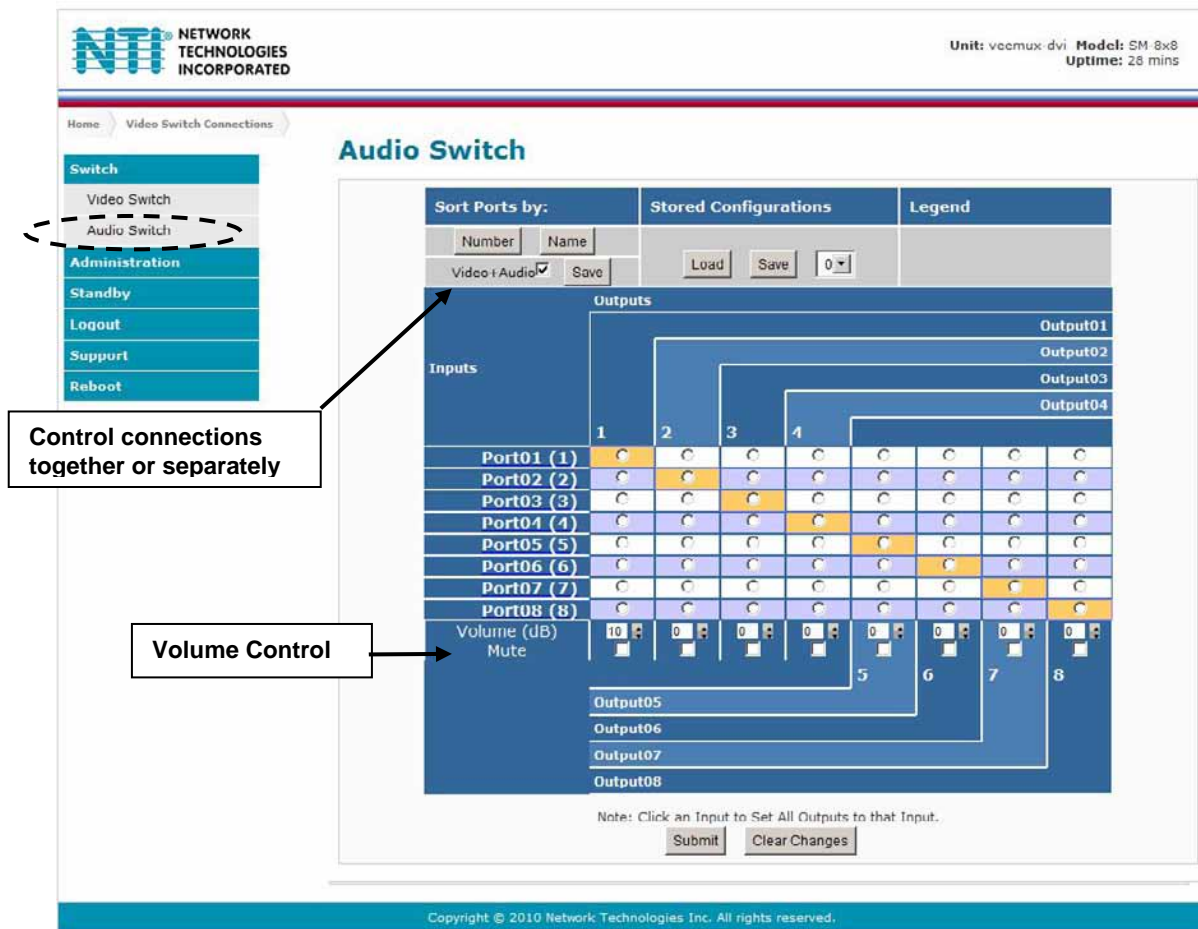 NTI® NETWORK
TECHNOLOGIES
INCORPORATED
Unit: veemux-dvi Model: SM-8x8
Uptime: 28 mins
Home Video Switch Connections
Switch
Video Switch
Audio Switch
Administration
Standby
Logout
Support
Reboot
Control connections
together or separately
Volume Control
Audio Switch
Sort Ports by: Stored Configurations Legend
Number Name
Video+Audio Save
Load Save 0
Outputs
Output01
Output02
Inputs
Output03
Output04
1 2 3 4
Port01 (1)
Port02 (2)
Port03 (3)
Port04 (4)
Port05 (5)
Port06 (6)
Port07 (7)
Port08 (8)
Volume (dB) 10 0 0 0 0 0 0 0
Mute
5 6 7 8
Output05
Output06
Output07
Output08
Note: Click an Input to Set All Outputs to that Input.
Submit Clear Changes
Copyright © 2010 Network Technologies Inc. All rights reserved.